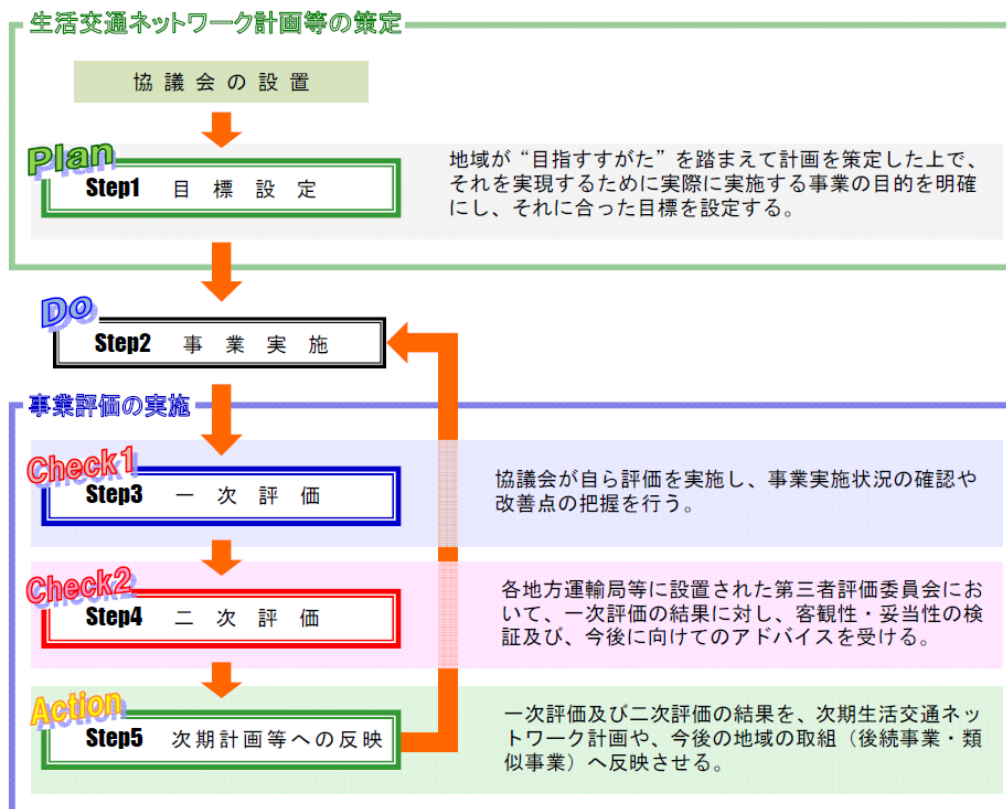 生活交通ネットワーク計画等の策定
協議会の設置
Plan
Step1 目標設定
地域が“目指すすがた”を踏まえて計画を策定した上で、
それを実現するために実際に実施する事業の目的を明確
にし、それに合った目標を設定する。
Do
Step2 事業実施
事業評価の実施
Check1
Step3 一次評価
協議会が自ら評価を実施し、事業実施状況の確認や
改善点の把握を行う。
Check2
Step4 二次評価
各地方運輸局等に設置された第三者評価委員会にお
いて、一次評価の結果に対し、客観性・妥当性の検
証及び、今後に向けてのアドバイスを受ける。
Action
Step5 次期計画等への反映
一次評価及び二次評価の結果を、次期生活交通ネッ
トワーク計画や、今後の地域の取組（後続事業・類
似事業）へ反映させる。